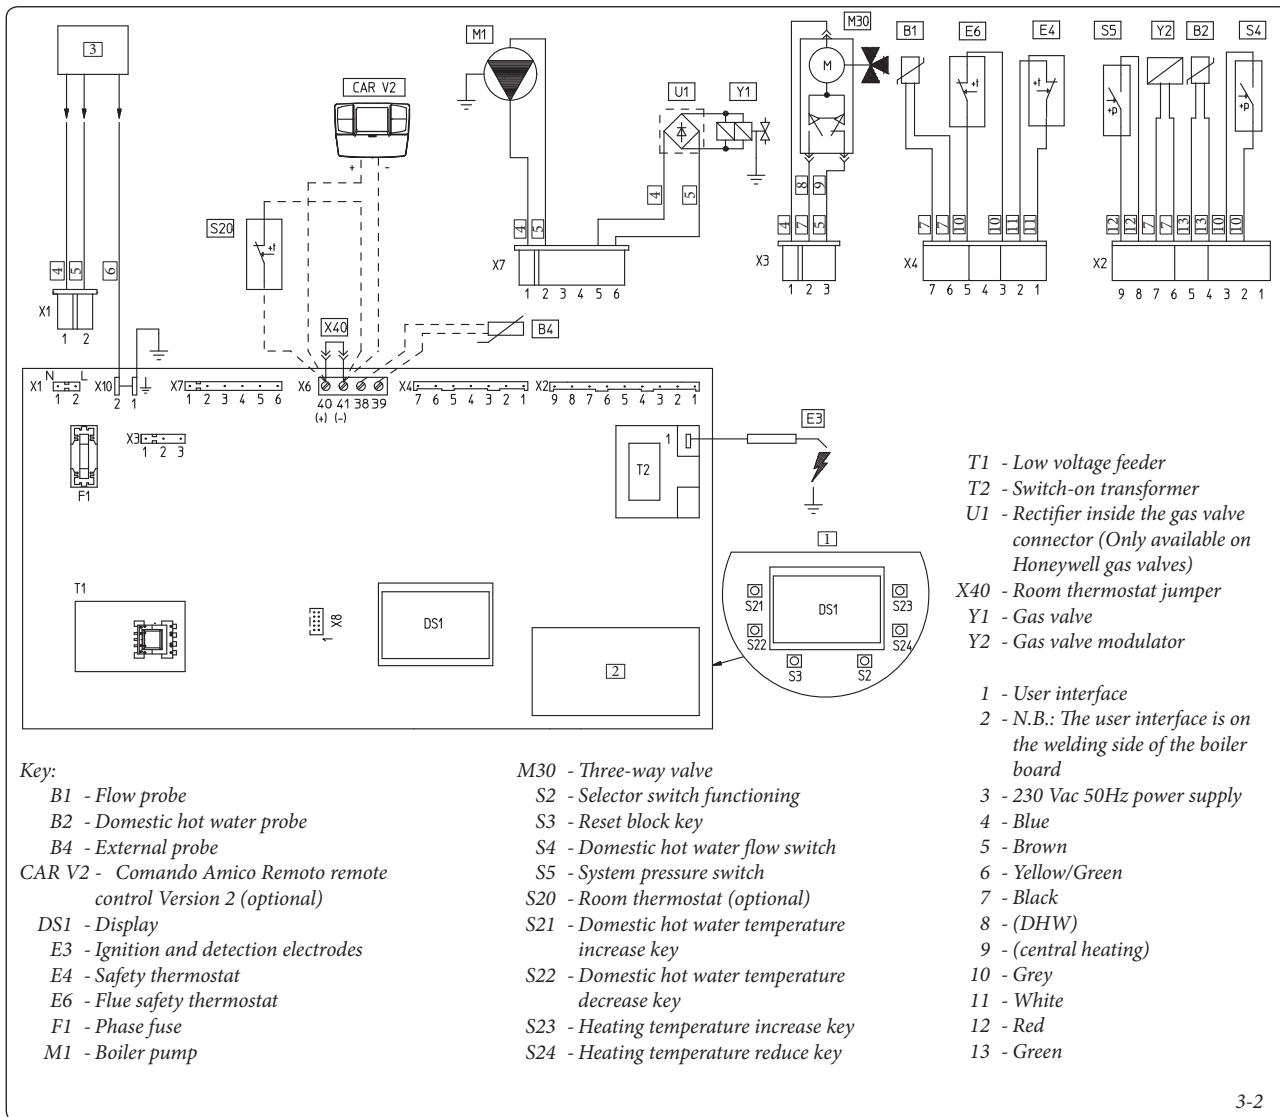 3
M1
M30
B1
E6
E4
S5
Y2
B2
S4
CAR V2
U1
Y1
M
+t
+t
+p
+p
+
-
S20
+t
4
5
6
4
5
4
5
4
8
7
9
5
7
7
10
10
11
11
12
12
7
7
13
13
10
10
X1
1 2
X7
1 2 3 4 5 6
X3
1 2 3
X4
7 6 5 4 3 2 1
X2
9 8 7 6 5 4 3 2 1
X40
B4
X1 N L
1 2
X10
2 1
X7
1 2 3 4 5 6
X6
40 41 38 39
(+) (-)
X4
7 6 5 4 3 2 1
X2
9 8 7 6 5 4 3 2 1
X3
1 2 3
F1
1
T2
E3
T1
X8
1
DS1
2
1
S21
S22
DS1
S23
S24
S3
S2
T1 - Low voltage feeder
T2 - Switch-on transformer
U1 - Rectifier inside the gas valve
connector (Only available on
Honeywell gas valves)
X40 - Room thermostat jumper
Y1 - Gas valve
Y2 - Gas valve modulator
1 - User interface
2 - N.B.: The user interface is on
the welding side of the boiler
board
3 - 230 Vac 50Hz power supply
4 - Blue
5 - Brown
6 - Yellow/Green
7 - Black
8 - (DHW)
9 - (central heating)
10 - Grey
11 - White
12 - Red
13 - Green
Key:
B1 - Flow probe
B2 - Domestic hot water probe
B4 - External probe
CAR V2 - Comando Amico Remoto remote
control Version 2 (optional)
DS1 - Display
E3 - Ignition and detection electrodes
E4 - Safety thermostat
E6 - Flue safety thermostat
F1 - Phase fuse
M1 - Boiler pump
M30 - Three-way valve
S2 - Selector switch functioning
S3 - Reset block key
S4 - Domestic hot water flow switch
S5 - System pressure switch
S20 - Room thermostat (optional)
S21 - Domestic hot water temperature
increase key
S22 - Domestic hot water temperature
decrease key
S23 - Heating temperature increase key
S24 - Heating temperature reduce key
3-2